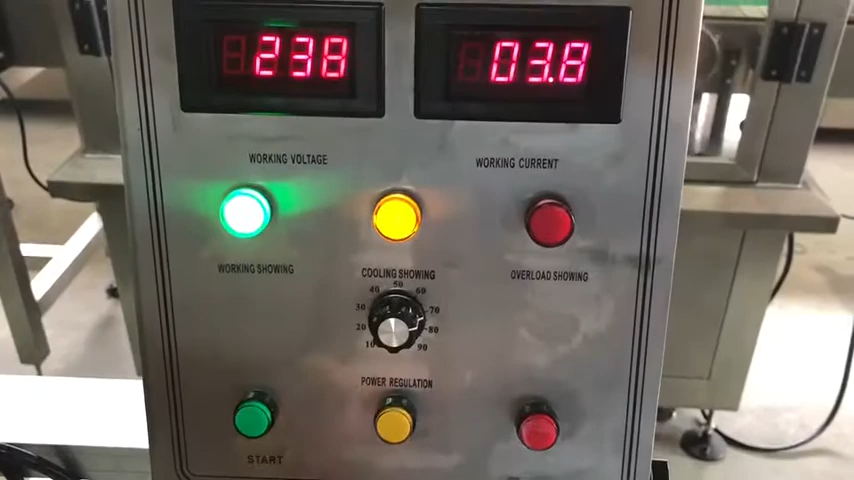 238
03.8
WORKING VOLTAGE
WORKING CURRENT
WORKING SHOWING
COOLING SHOWING
OVERLOAD SHOWING
50
40 60
30 70
20 80
10 90
POWER REGULATION
START